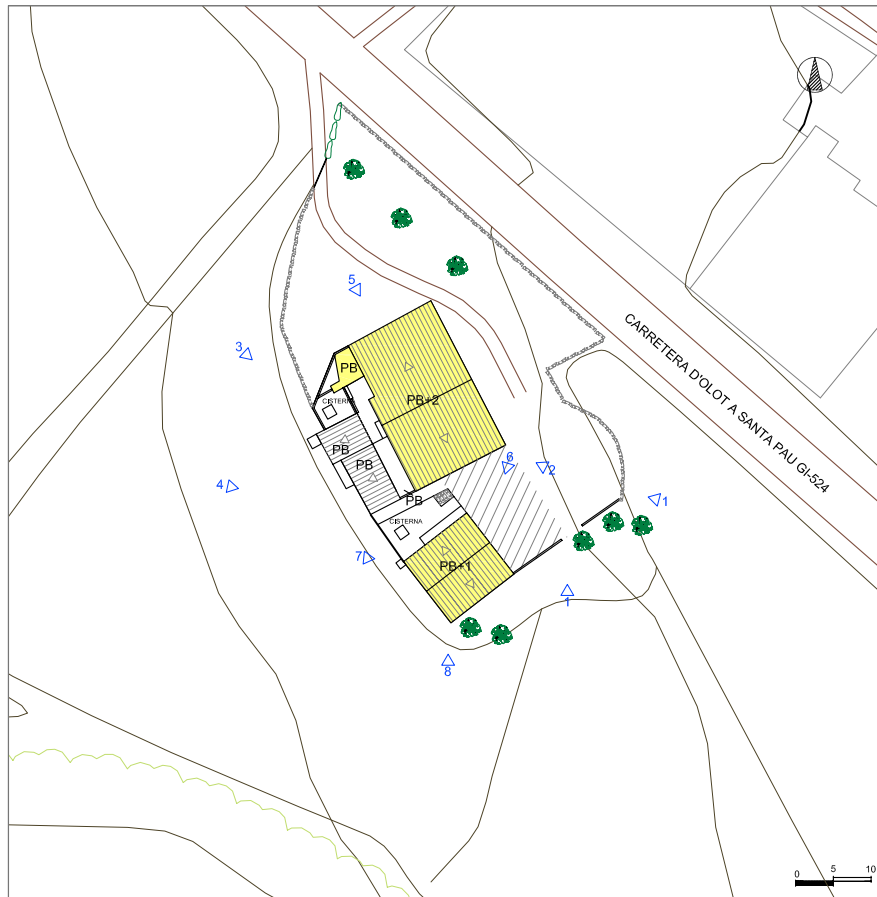 5
3
CARRETERA D'OLOT A SANTA PAU GI-524
PB
CISTERNA
PB+2
PB
PB
6
2
4
PB
1
CISTERNA
7
PB+1
1
8
0 5 10